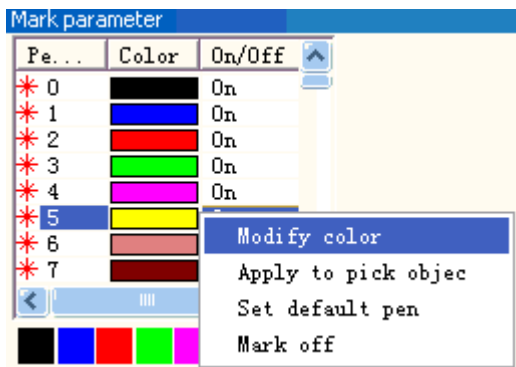 Mark parameter
Pe... Color On/Off
0 On
1 On
2 On
3 On
4 On
5
6
7
Modify color
Apply to pick objec
Set default pen
Mark off